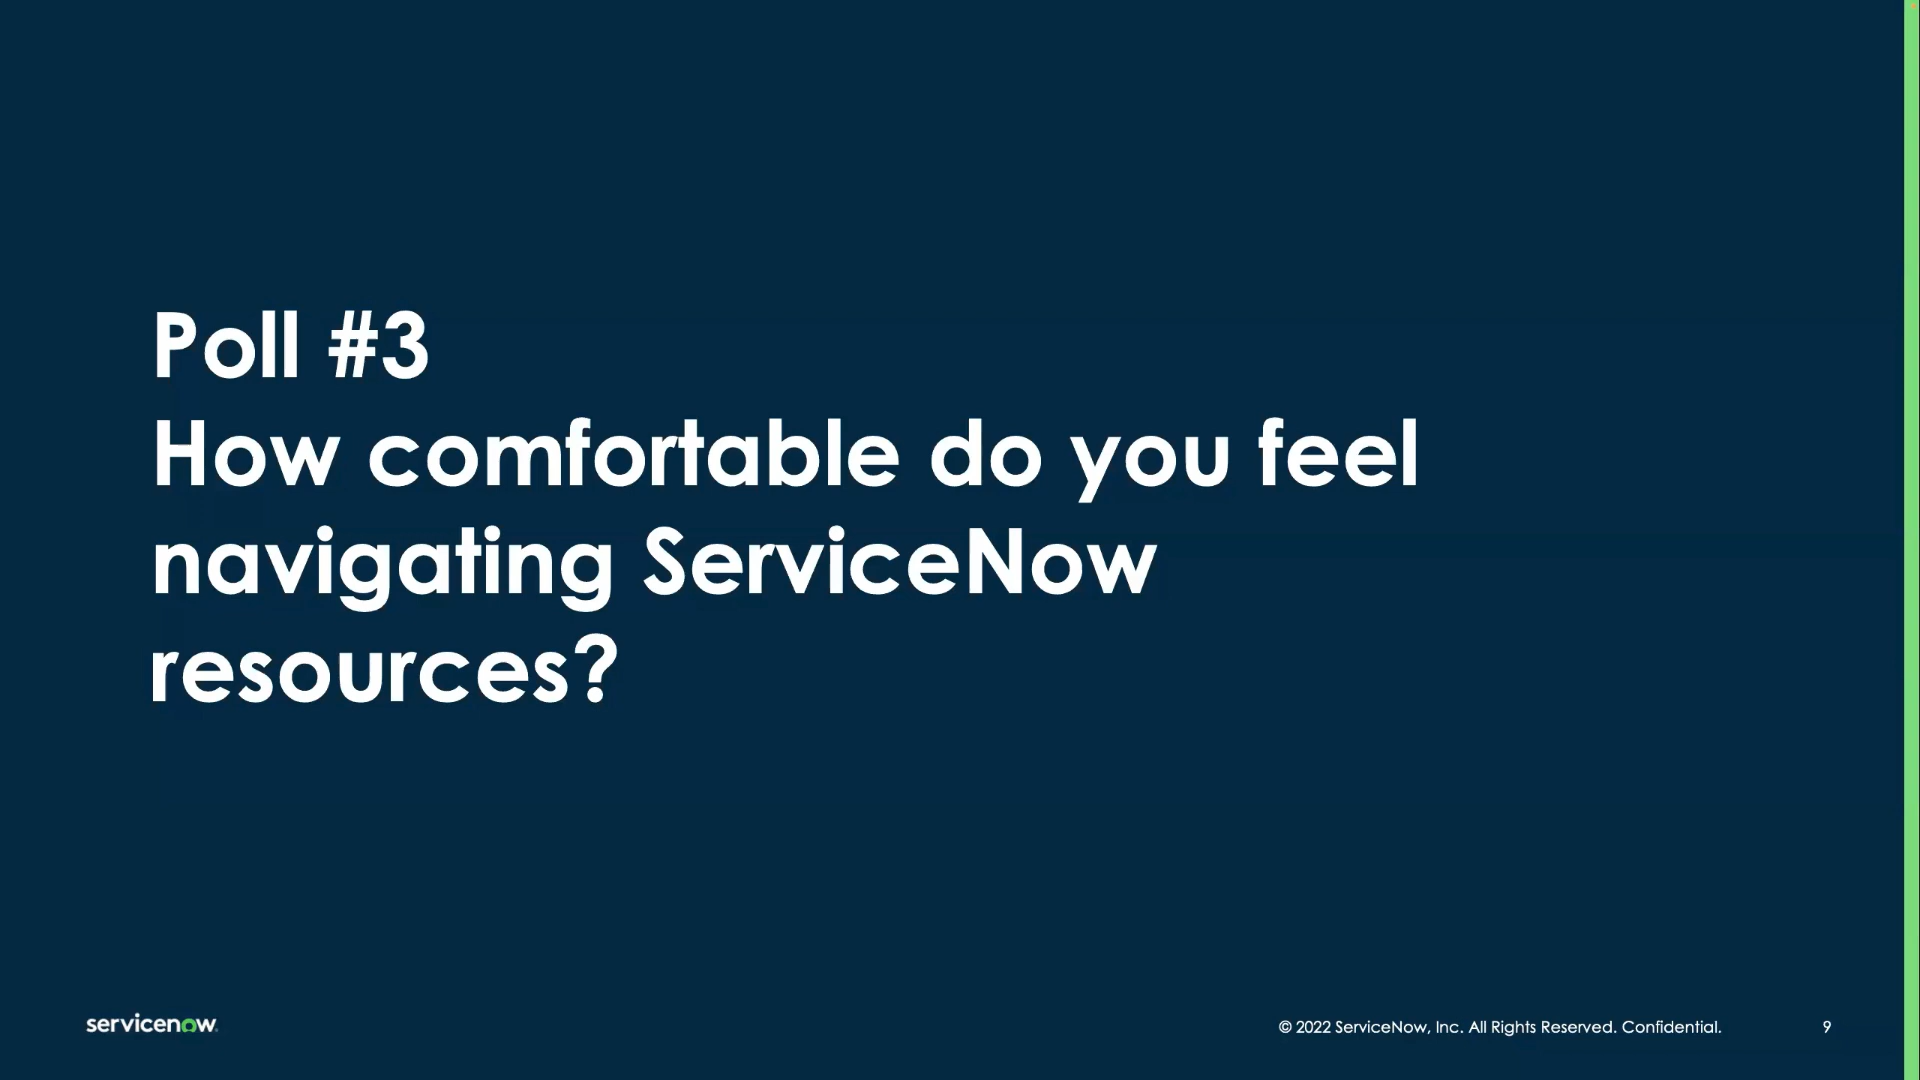 Poll #3
How comfortable do you feel
navigating ServiceNow
resources?
servicenow
© 2022 ServiceNow, Inc. All Rights Reserved. Confidential.
9